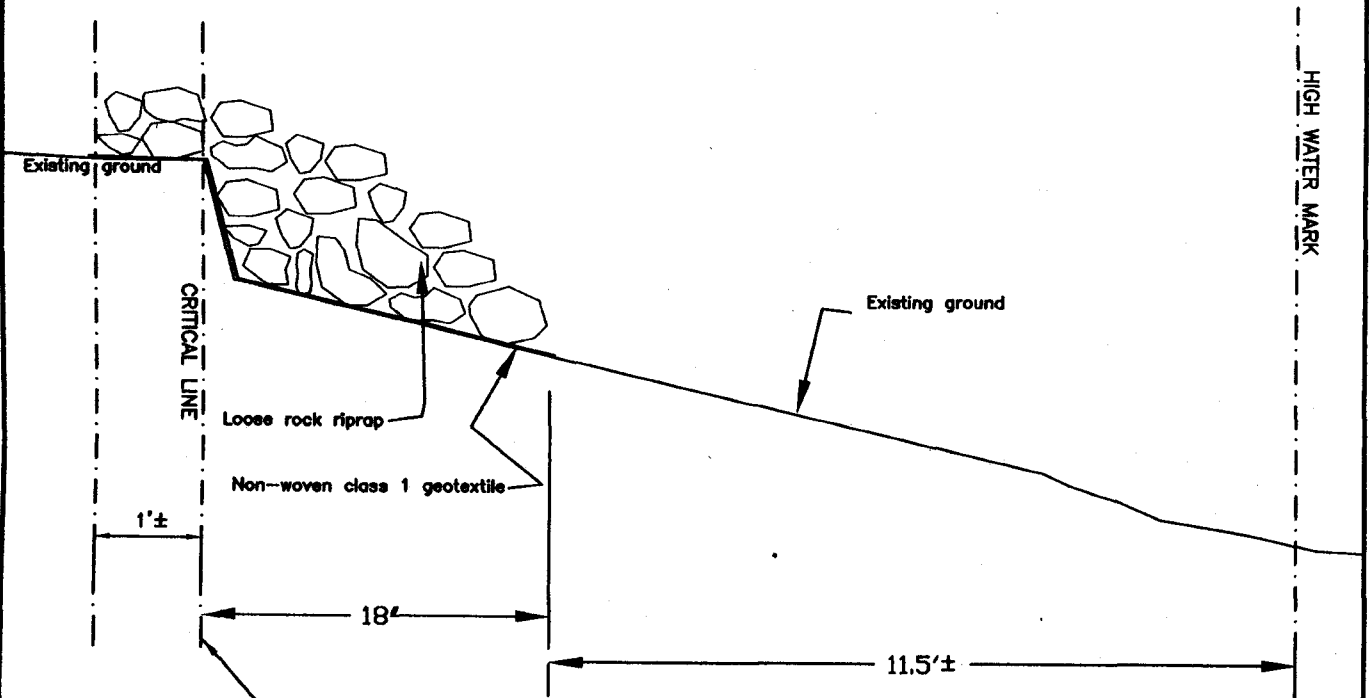 HIGH WATER MARK
Existing ground
CRITICAL LINE
Existing ground
Loose rock riprap
Non-woven class 1 geotextile
1'±
18"
11.5'±